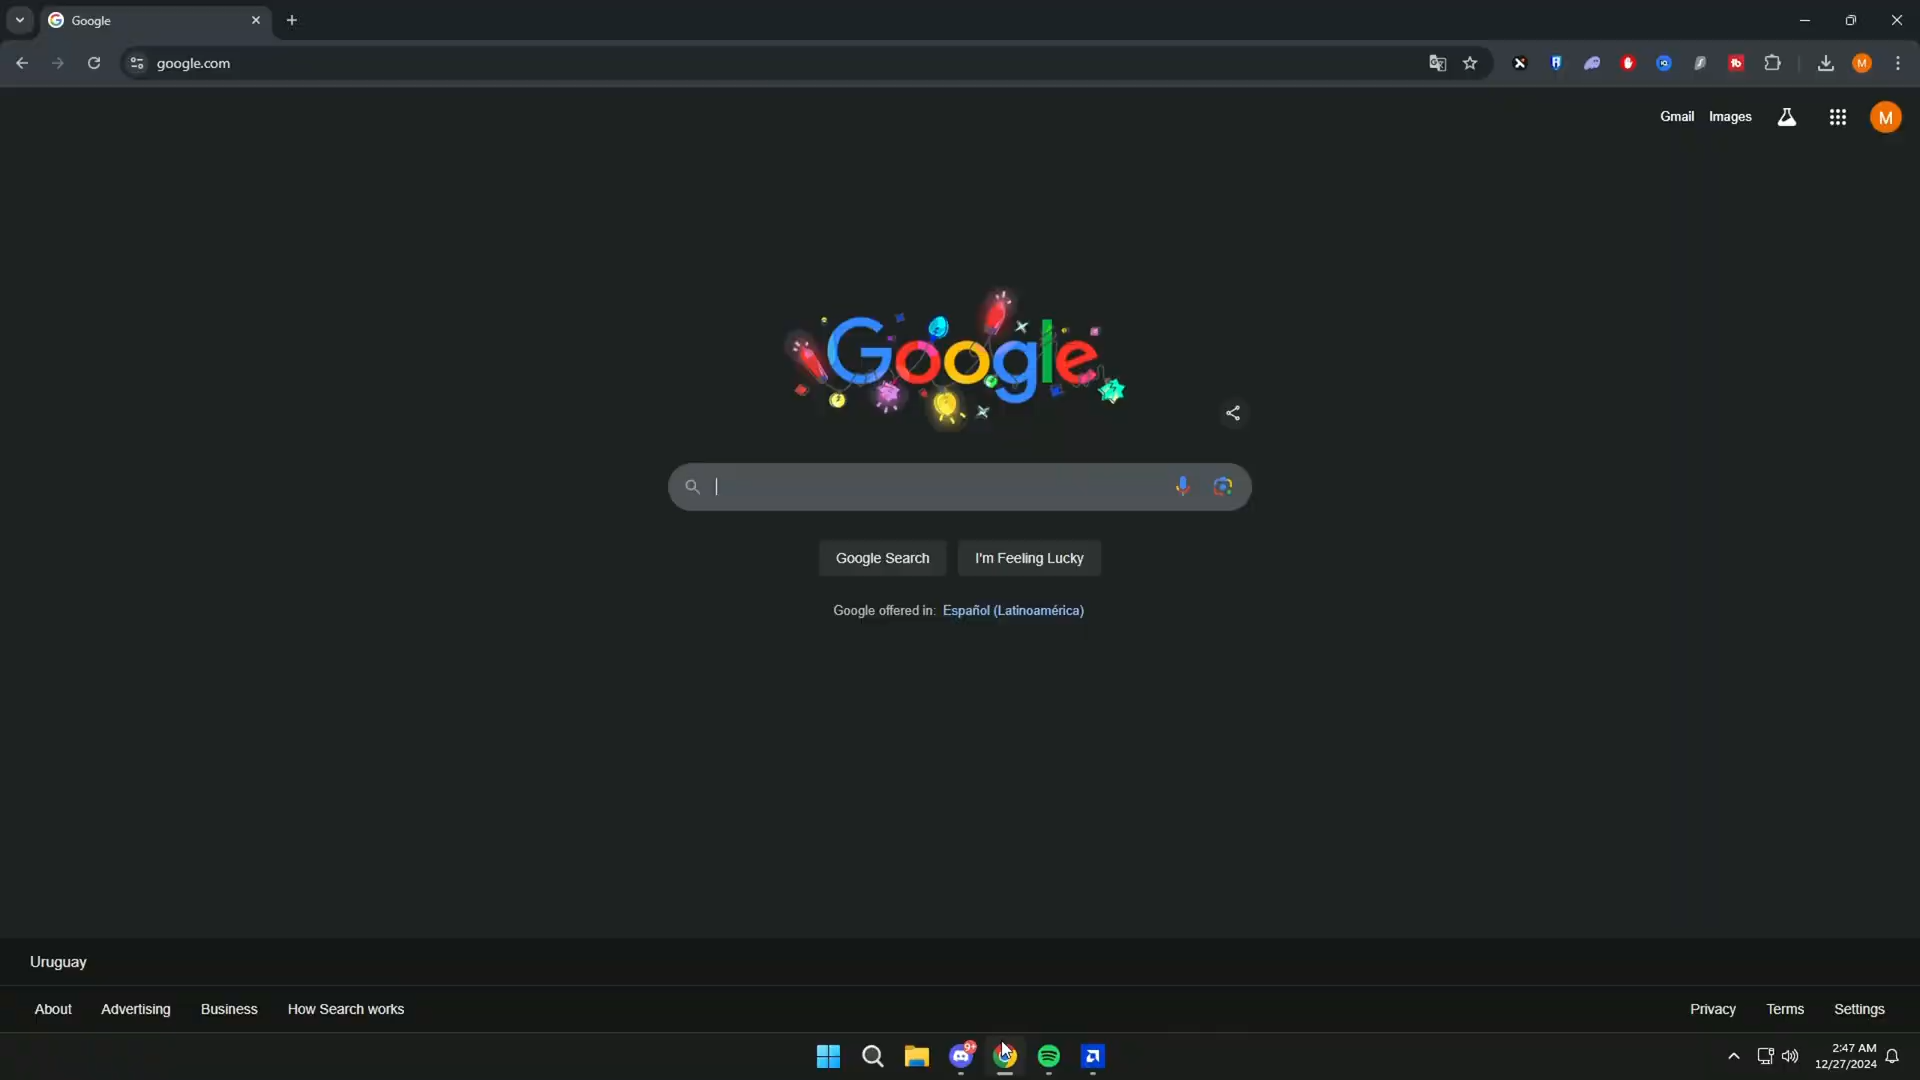 Google
google.com
M
Gmail Images
M
Google
Google Search I'm Feeling Lucky
Google offered in: Español (Latinoamérica)
Uruguay
About Advertising Business How Search works
Privacy Terms Settings
9+
2:47 AM
12/27/2024